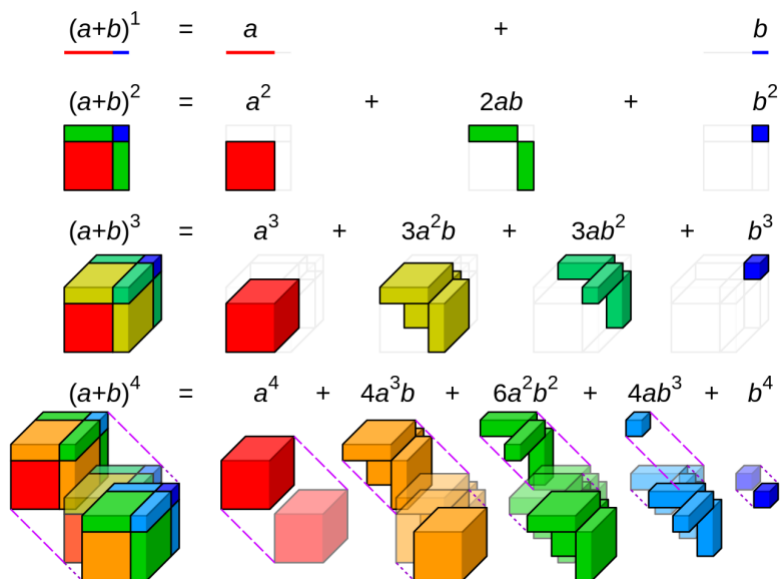 (a+b)¹ = a + b
(a+b)² = a² + 2ab + b²
(a+b)³ = a³ + 3a²b + 3ab² + b³
(a+b)⁴ = a⁴ + 4a³b + 6a²b² + 4ab³ + b⁴